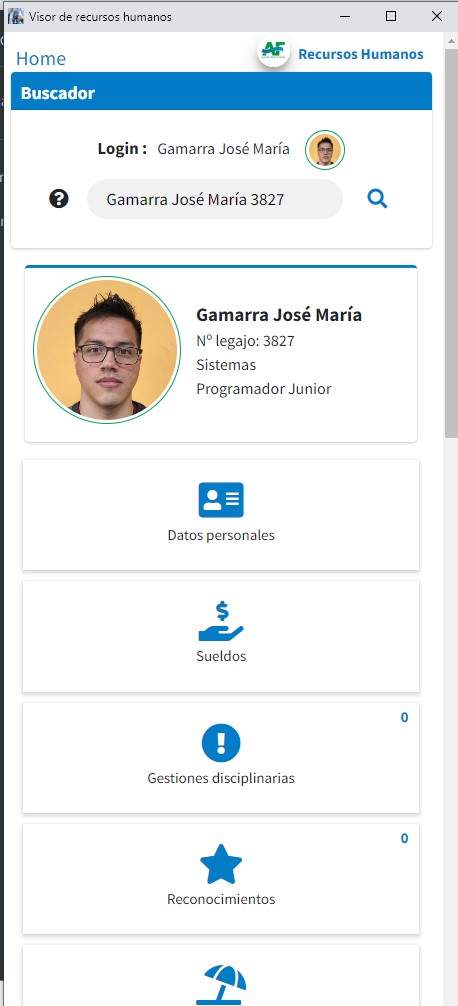 Visor de recursos humanos
Home
AF
Recursos Humanos
Buscador
Login : Gamarra José María
Gamarra José María 3827
Gamarra José María
Nº legajo: 3827
Sistemas
Programador Junior
Datos personales
Sueldos
0
Gestiones disciplinarias
0
Reconocimientos